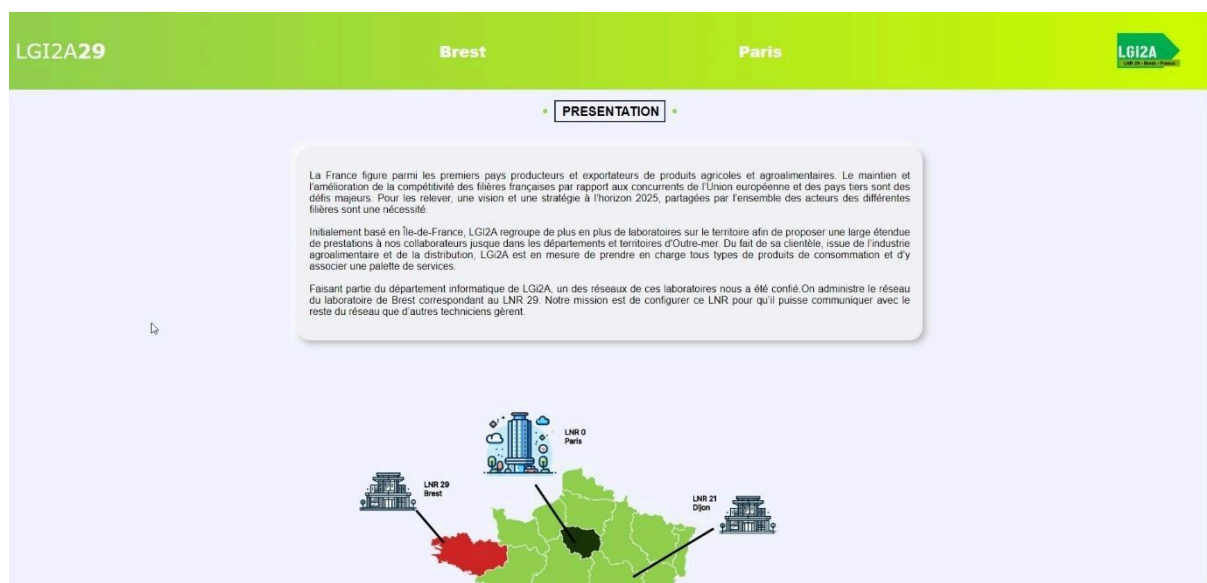 LGI2A29
Brest
Paris
LGI2A
LNR 29 - Brest - France
• PRESENTATION •
La France figure parmi les premiers pays producteurs et exportateurs de produits agricoles et agroalimentaires. Le maintien et
l'amélioration de la compétitivité des filières françaises par rapport aux concurrents de l'Union européenne et des pays tiers sont des
défis majeurs. Pour les relever, une vision et une stratégie à l'horizon 2025, partagées par l'ensemble des acteurs des différentes
filières sont une nécessité.
Initialement basé en Île-de-France, LGI2A regroupe de plus en plus de laboratoires sur le territoire afin de proposer une large étendue
de prestations à nos collaborateurs jusque dans les départements et territoires d'Outre-mer. Du fait de sa clientèle, issue de l'industrie
agroalimentaire et de la distribution, LGi2A est en mesure de prendre en charge tous types de produits de consommation et d'y
associer une palette de services.
Faisant partie du département informatique de LGi2A, un des réseaux de ces laboratoires nous a été confié.On administre le réseau
du laboratoire de Brest correspondant au LNR 29. Notre mission est de configurer ce LNR pour qu'il puisse communiquer avec le
reste du réseau que d'autres techniciens gèrent.
LNR 0
Paris
LNR 29
Brest
LNR 21
Dijon